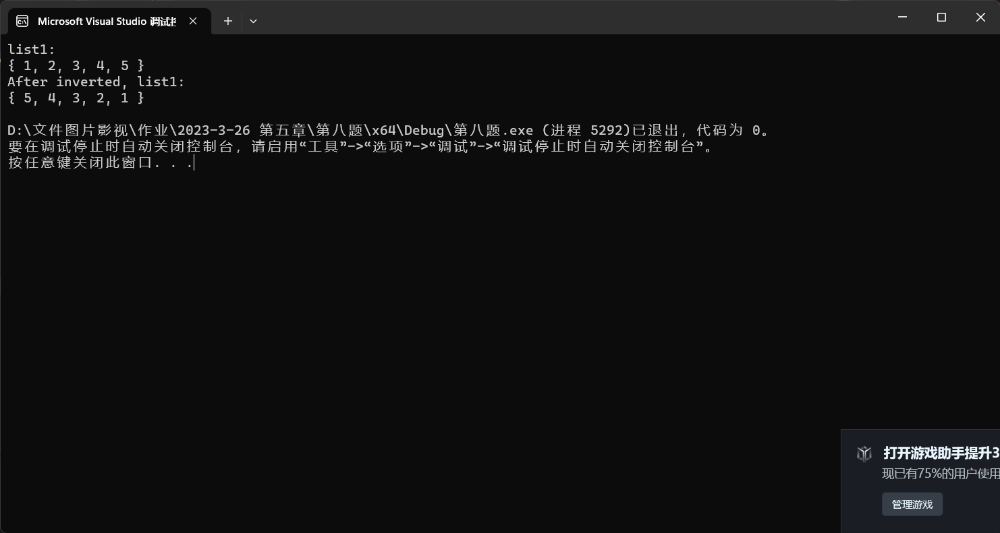 Microsoft Visual Studio 调试
list1:
{ 1, 2, 3, 4, 5 }
After inverted, list1:
{ 5, 4, 3, 2, 1 }
D:\文件图片影视\作业\2023-3-26 第五章\第八题\x64\Debug\第八题.exe (进程 5292)已退出，代码为 0。
要在调试停止时自动关闭控制台，请启用“工具”->“选项”->“调试”->“调试停止时自动关闭控制台”。
按任意键关闭此窗口. . .
打开游戏助手提升3
现已有75%的用户使用
管理游戏